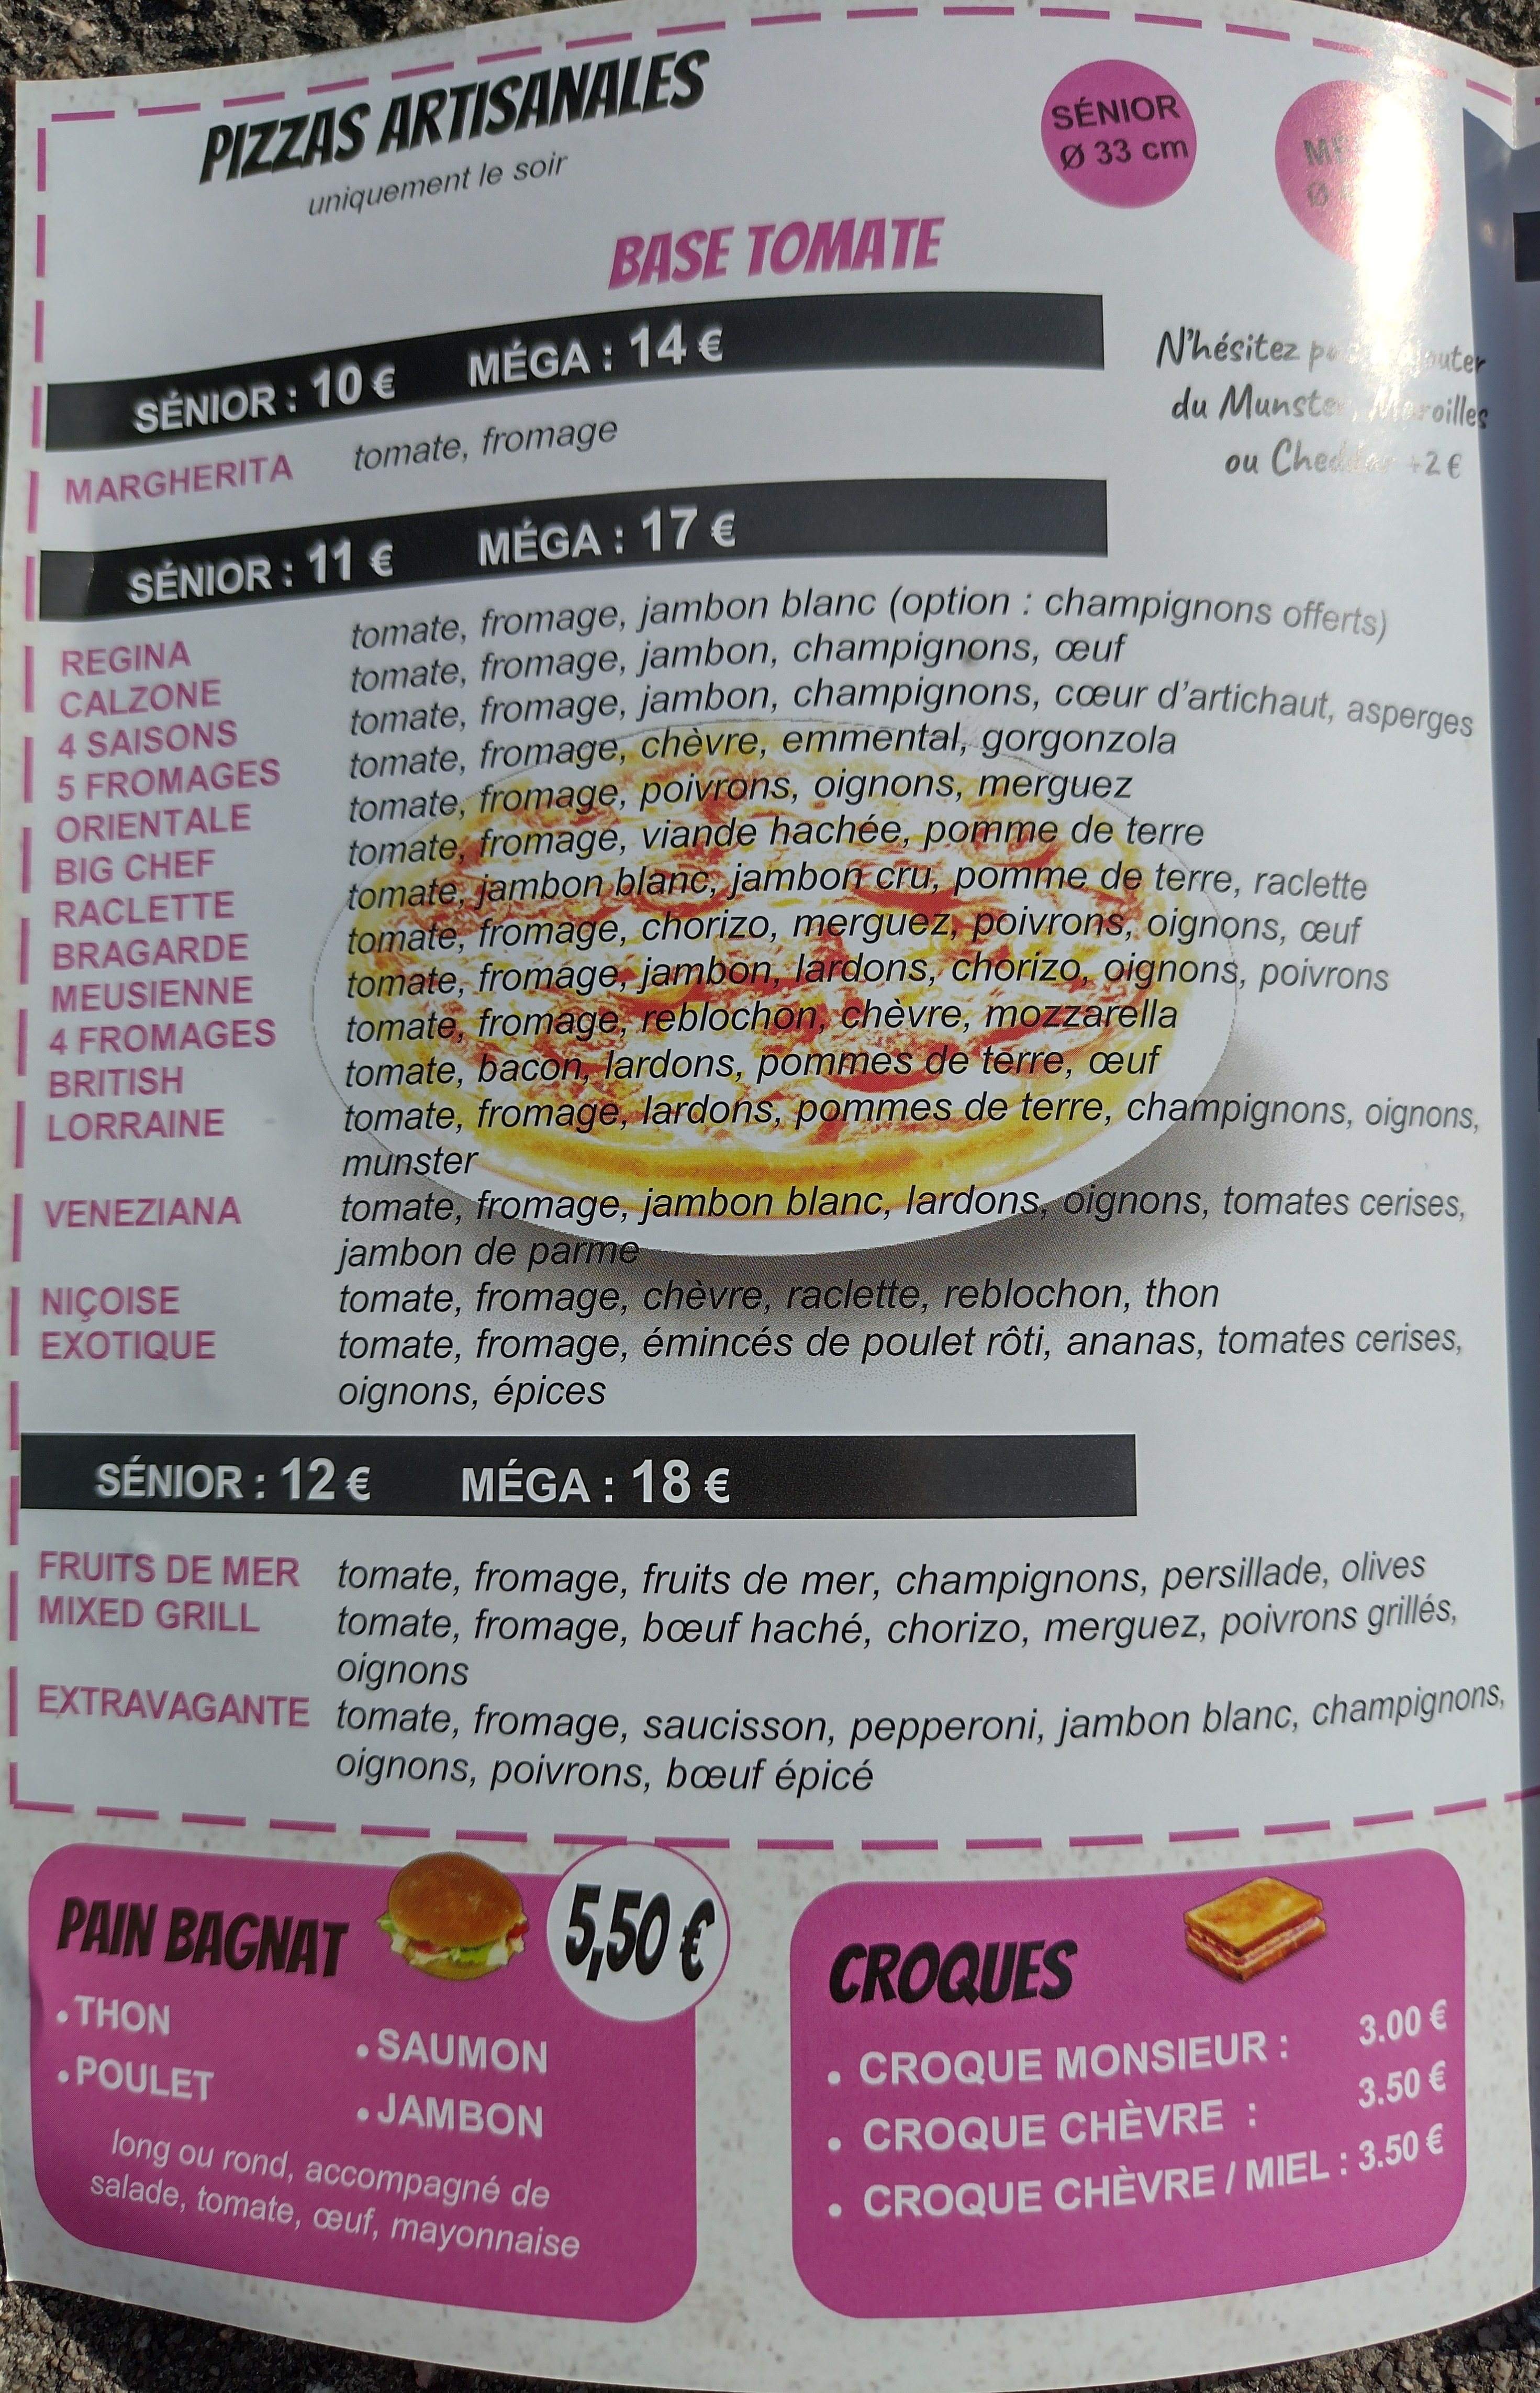 PIZZAS ARTISANALES
uniquement le soir
SÉNIOR
Ø 33 cm
Ø
BASE TOMATE
SÉNIOR : 10 € MÉGA : 14 €
MARGHERITA tomate, fromage
N'hésitez
du Munster, Maroilles
ou Cheddar +2 €
SÉNIOR : 11 € MÉGA : 17 €
REGINA tomate, fromage, jambon blanc (option : champignons offerts)
CALZONE tomate, fromage, jambon, champignons, œuf
4 SAISONS tomate, fromage, jambon, champignons, cœur d'artichaut, asperges
5 FROMAGES tomate, fromage, chèvre, emmental, gorgonzola
ORIENTALE tomate, fromage, poivrons, oignons, merguez
BIG CHEF tomate, fromage, viande hachée, pomme de terre
RACLETTE tomate, jambon blanc, jambon cru, pomme de terre, raclette
BRAGARDE tomate, fromage, chorizo, merguez, poivrons, oignons, œuf
MEUSIENNE tomate, fromage, jambon, lardons, chorizo, oignons, poivrons
4 FROMAGES tomate, fromage, reblochon, chèvre, mozzarella
BRITISH tomate, bacon, lardons, pommes de terre, œuf
LORRAINE tomate, fromage, lardons, pommes de terre, champignons, oignons,
munster
VENEZIANA tomate, fromage, jambon blanc, lardons, oignons, tomates cerises,
jambon de parme
NIÇOISE tomate, fromage, chèvre, raclette, reblochon, thon
EXOTIQUE tomate, fromage, émincés de poulet rôti, ananas, tomates cerises,
oignons, épices
SÉNIOR : 12 € MÉGA : 18 €
FRUITS DE MER tomate, fromage, fruits de mer, champignons, persillade, olives
MIXED GRILL tomate, fromage, bœuf haché, chorizo, merguez, poivrons grillés,
oignons
EXTRAVAGANTE tomate, fromage, saucisson, pepperoni, jambon blanc, champignons,
oignons, poivrons, bœuf épicé
PAIN BAGNAT
5,50 €
• THON
• SAUMON
• POULET
• JAMBON
long ou rond, accompagné de
salade, tomate, œuf, mayonnaise
CROQUES
• CROQUE MONSIEUR : 3.00 €
• CROQUE CHÈVRE : 3.50 €
• CROQUE CHÈVRE / MIEL : 3.50 €